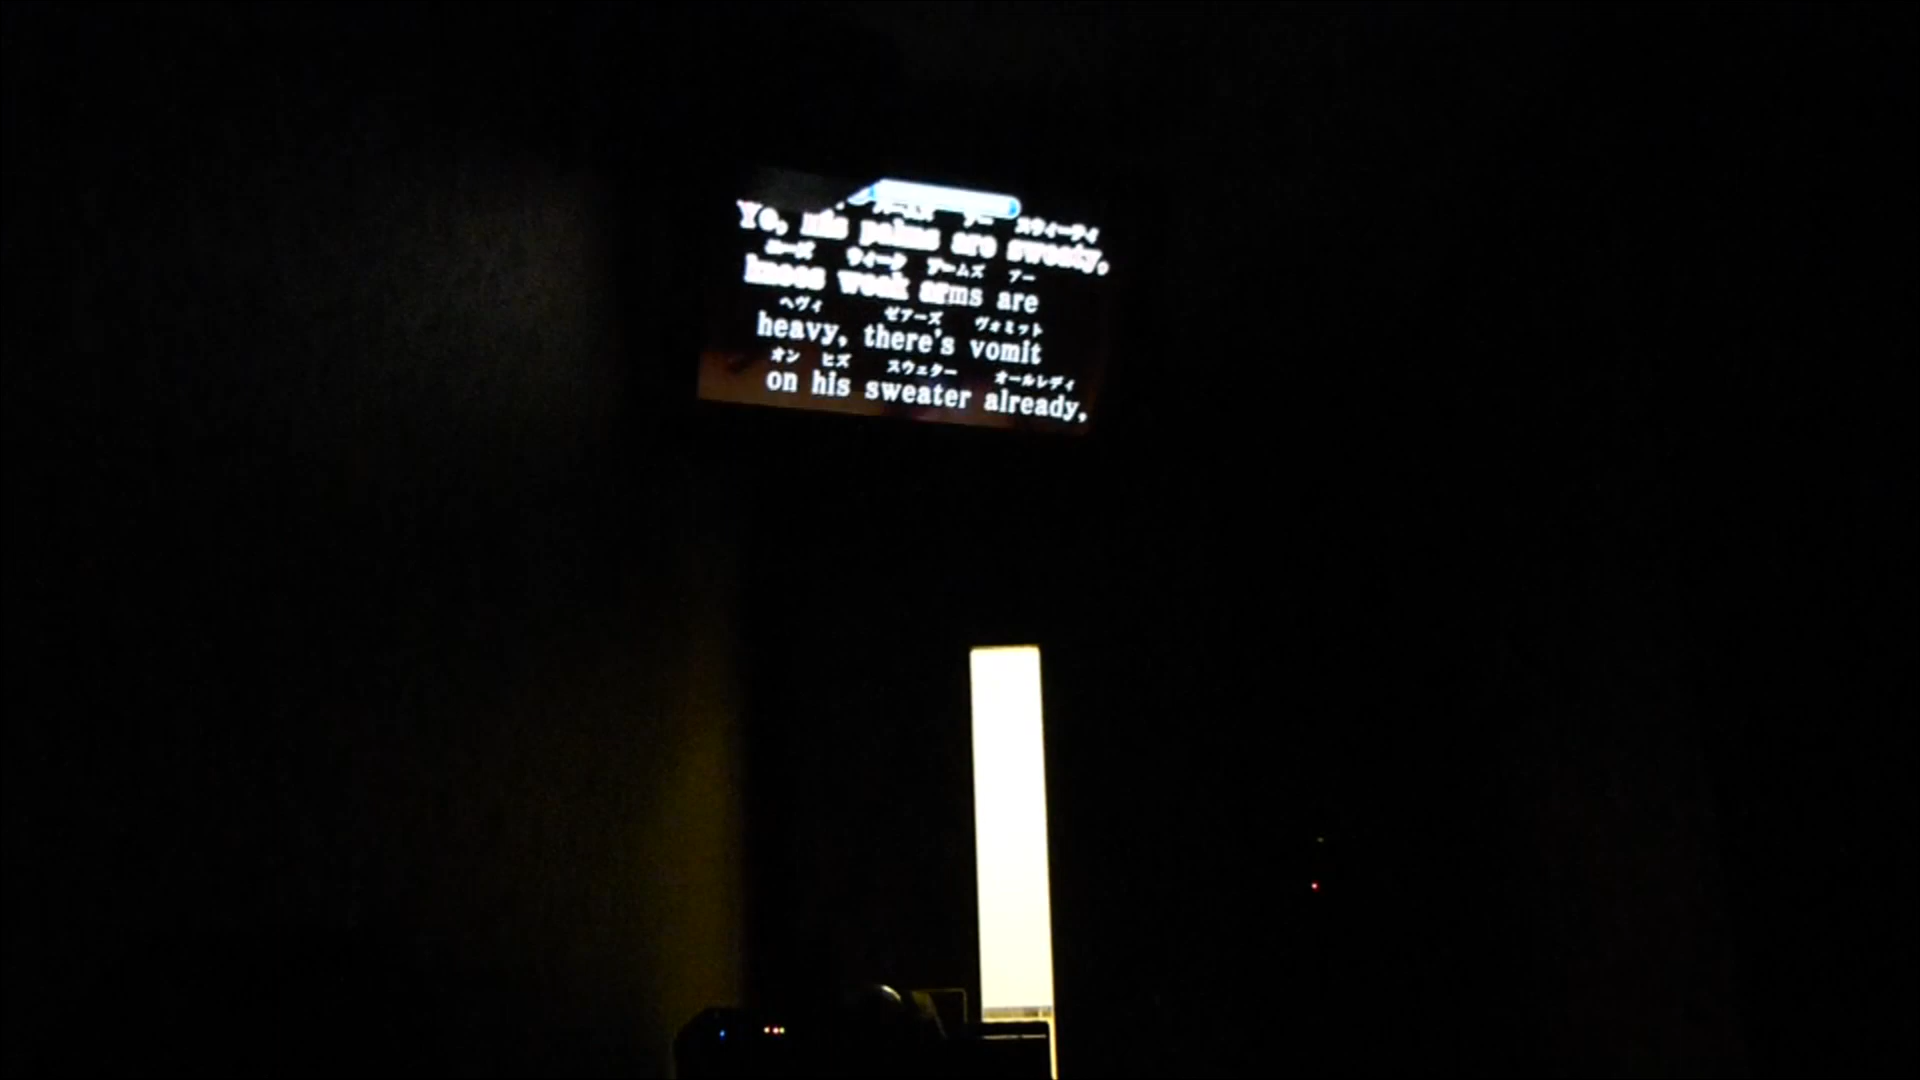 スウィーティ
Yo, his palms are sweaty,
ニーズ ウィーク アームズ アー
knees weak arms are
ヘヴィ ゼアーズ ヴォミット
heavy, there's vomit
オン ヒズ スウェター オールレディ
on his sweater already,